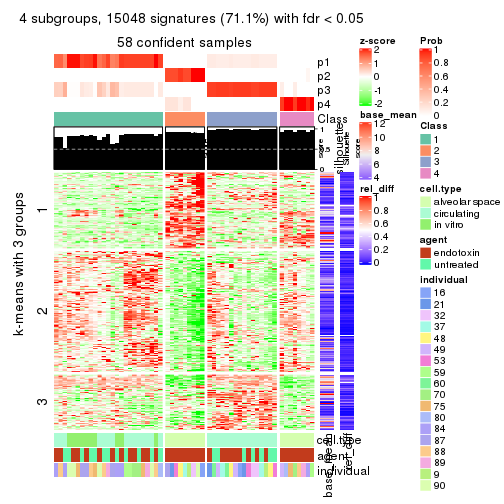 4 subgroups, 15048 signatures (71.1%) with fdr < 0.05
58 confident samples
p1
p2
p3
p4
Class
1
0.5
0
silhouette
score
k-means with 3 groups
1
2
3
cell.type
agent
individual
base_mean
rel_diff
z-score
2
1
0
-1
-2
base_mean
12
10
8
6
4
rel_diff
1
0.8
0.6
0.4
0.2
0
Prob
1
0.8
0.6
0.4
0.2
0
Class
1
2
3
4
cell.type
alveolar space
circulating
in vitro
agent
endotoxin
untreated
individual
16
21
32
37
48
49
53
59
60
70
75
80
84
87
88
89
9
90